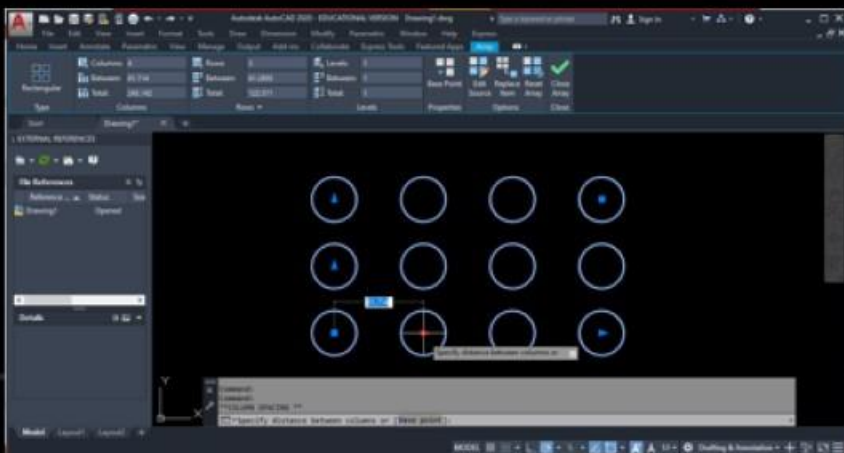 Autodesk AutoCAD 2020 - EDUCATIONAL VERSION Drawing1.dwg
Sign In
File Edit View Insert Format Tools Draw Dimension Modify Parametric Window Help Express
Home Insert Annotate Parametric View Manage Output Add-ins Collaborate Express Tools Featured Apps Array
Rectangular
Columns: 4
Between:
Total:
Rows: 3
Between:
Total:
Levels: 1
Between: 1
Total: 1
Base Point
Edit Source
Replace Item
Reset Array
Close Array
Type Columns Rows Levels Properties Options Close
Start Drawing1*
EXTERNAL REFERENCES
File References
Reference ... Status
Drawing1 Opened
Details
Specify distance between columns or
Y
X
Command:
Command:
**COLUMN SPACING **
Specify distance between columns or [Base point]:
Model Layout1 Layout2 +
MODEL
Drafting & Annotation